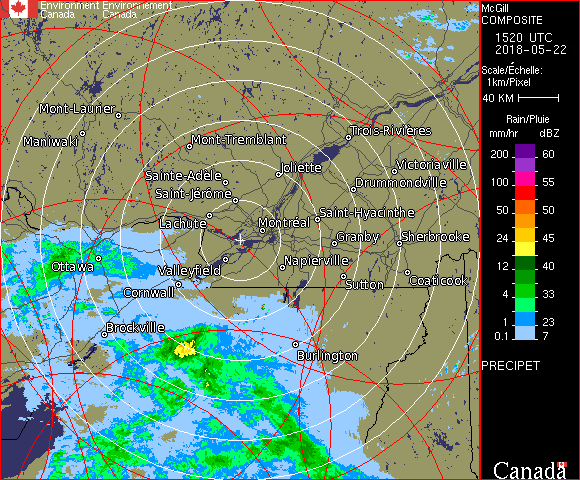 Environment Environnement
Canada Canada
McGill
COMPOSITE
1520 UTC
2018-05-22
Scale/Échelle:
1km/Pixel
40 KM
Rain/Pluie
mm/hr dBZ
200 60
100 55
50 50
24 45
12 40
4 33
1 23
0.1 7
PRECIPET
Canada
Mont-Laurier
Maniwaki
Mont-Tremblant
Trois-Rivières
Joliette
Victoriaville
Sainte-Adèle
Drummondville
Saint-Jérôme
Lachute
Saint-Hyacinthe
Montréal
Granby
Sherbrooke
Ottawa
Valleyfield
Napierville
Cornwall
Sutton
Coaticook
Brockville
Burlington